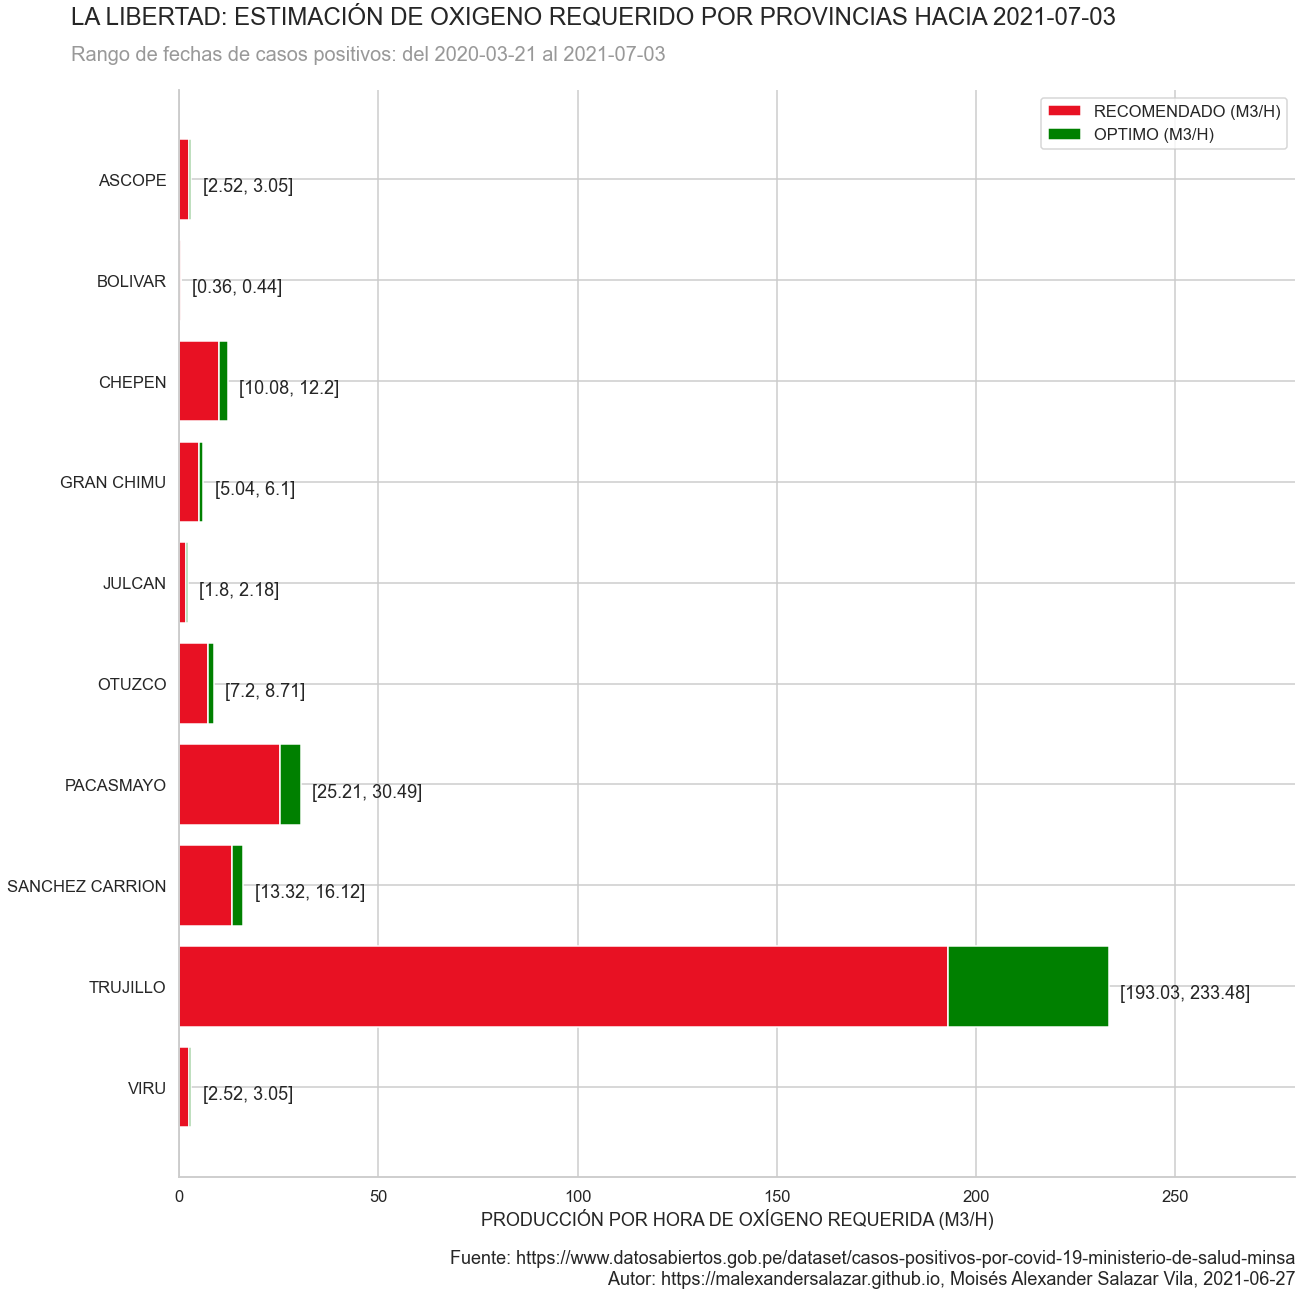 LA LIBERTAD: ESTIMACIÓN DE OXIGENO REQUERIDO POR PROVINCIAS HACIA 2021-07-03
Rango de fechas de casos positivos: del 2020-03-21 al 2021-07-03
RECOMENDADO (M3/H)
OPTIMO (M3/H)
ASCOPE [2.52, 3.05]
BOLIVAR [0.36, 0.44]
CHEPEN [10.08, 12.2]
GRAN CHIMU [5.04, 6.1]
JULCAN [1.8, 2.18]
OTUZCO [7.2, 8.71]
PACASMAYO [25.21, 30.49]
SANCHEZ CARRION [13.32, 16.12]
TRUJILLO [193.03, 233.48]
VIRU [2.52, 3.05]
0 50 100 150 200 250
PRODUCCIÓN POR HORA DE OXÍGENO REQUERIDA (M3/H)
Fuente: https://www.datosabiertos.gob.pe/dataset/casos-positivos-por-covid-19-ministerio-de-salud-minsa
Autor: https://malexandersalazar.github.io, Moisés Alexander Salazar Vila, 2021-06-27